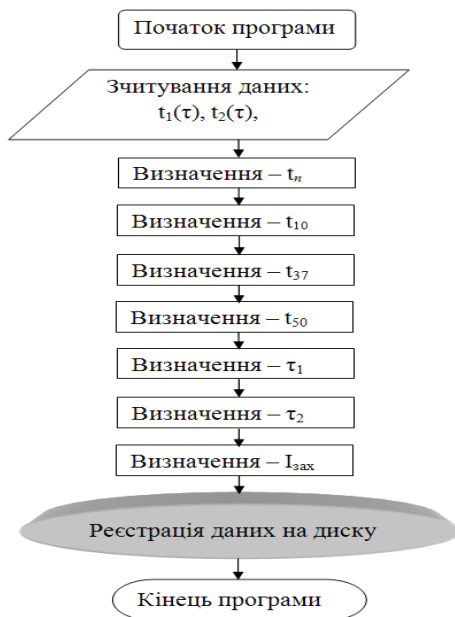 Початок програми
Зчитування даних:
t₁(τ), t₂(τ),
Визначення – tₙ
Визначення – t₁₀
Визначення – t₃₇
Визначення – t₅₀
Визначення – τ₁
Визначення – τ₂
Визначення – Iзах
Реєстрація даних на диску
Кінець програми